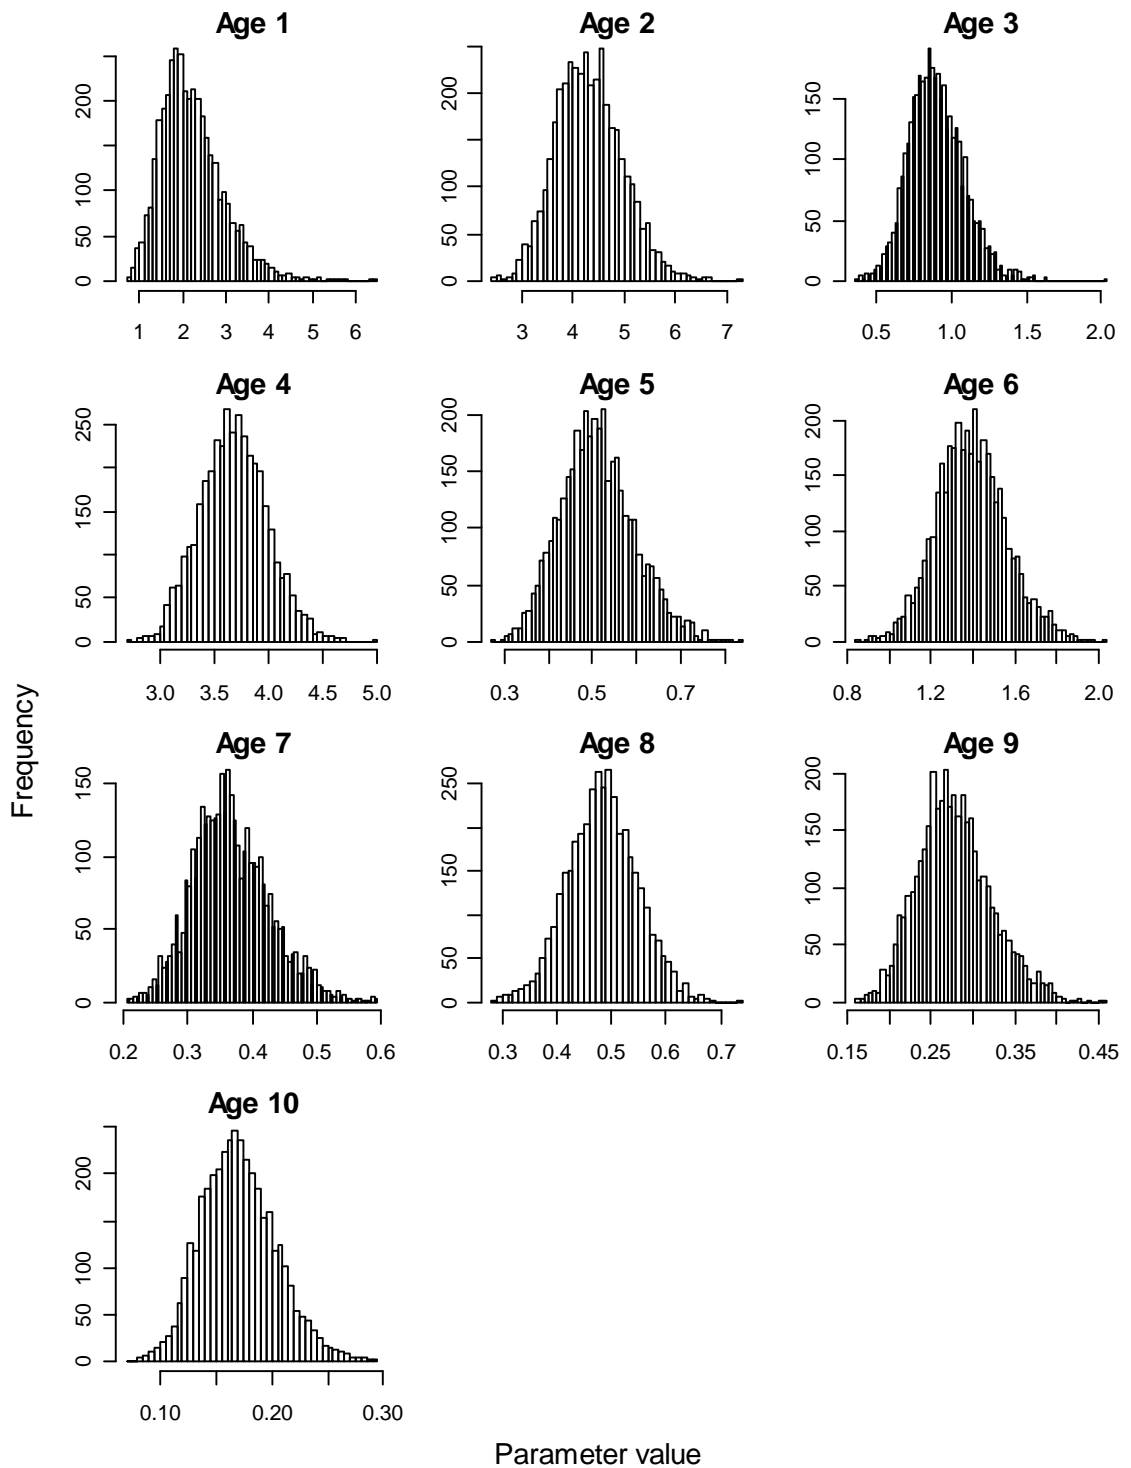 Age 1 Age 2 Age 3
0 50 100 200
1 2 3 4 5 6
0 50 100 200
3 4 5 6 7
0 50 100 150
0.5 1.0 1.5 2.0
Age 4 Age 5 Age 6
0 50 150 250
3.0 3.5 4.0 4.5 5.0
0 50 100 150 200
0.3 0.5 0.7
0 50 100 150 200
0.8 1.2 1.6 2.0
Frequency
Age 7 Age 8 Age 9
0 50 100 150
0.2 0.3 0.4 0.5 0.6
0 50 150 250
0.3 0.4 0.5 0.6 0.7
0 50 100 150 200
0.15 0.25 0.35 0.45
Age 10
0 50 100 200
0.10 0.20 0.30
Parameter value